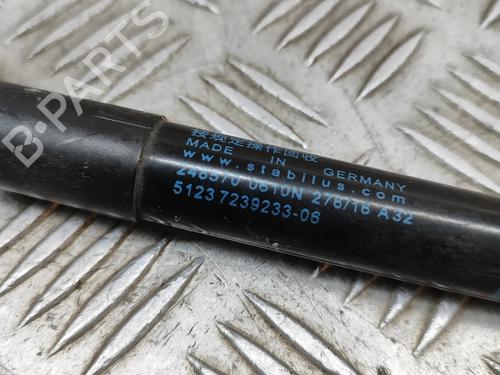 B-Parts
按规定操作回收
MADE IN GERMANY
www.stabilus.com
248570 0610N 276/16 A32
51237239233-06